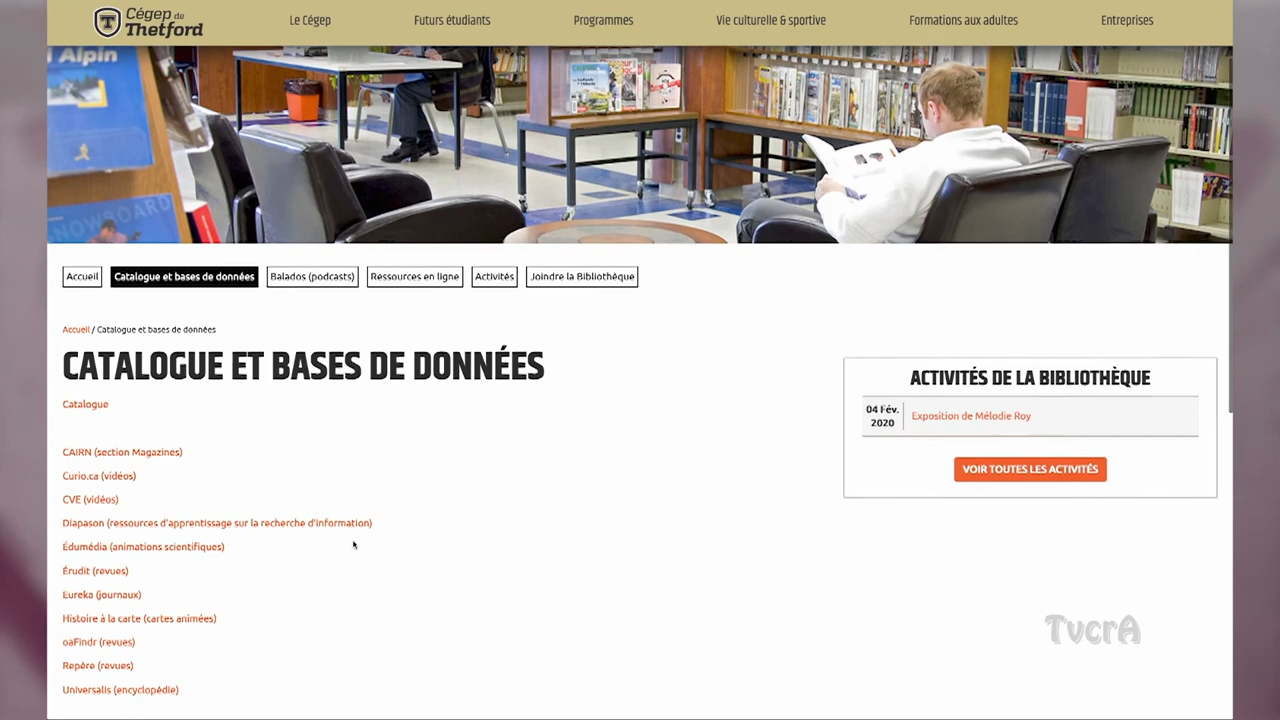 Cégep de
Thetford
Le Cégep
Futurs étudiants
Programmes
Vie culturelle & sportive
Formations aux adultes
Entreprises
Alpin
SNOWBOARD
Accueil
Catalogue et bases de données
Balados (podcasts)
Ressources en ligne
Activités
Joindre la Bibliothèque
Accueil / Catalogue et bases de données
CATALOGUE ET BASES DE DONNÉES
Catalogue
CAIRN (section Magazines)
Curio.ca (vidéos)
CVE (vidéos)
Diapason (ressources d'apprentissage sur la recherche d'information)
Édumédia (animations scientifiques)
Érudit (revues)
Eureka (journaux)
Histoire à la carte (cartes animées)
oaFindr (revues)
Repère (revues)
Universalis (encyclopédie)
ACTIVITÉS DE LA BIBLIOTHÈQUE
04 Fév.
2020
Exposition de Mélodie Roy
VOIR TOUTES LES ACTIVITÉS
TvcrA